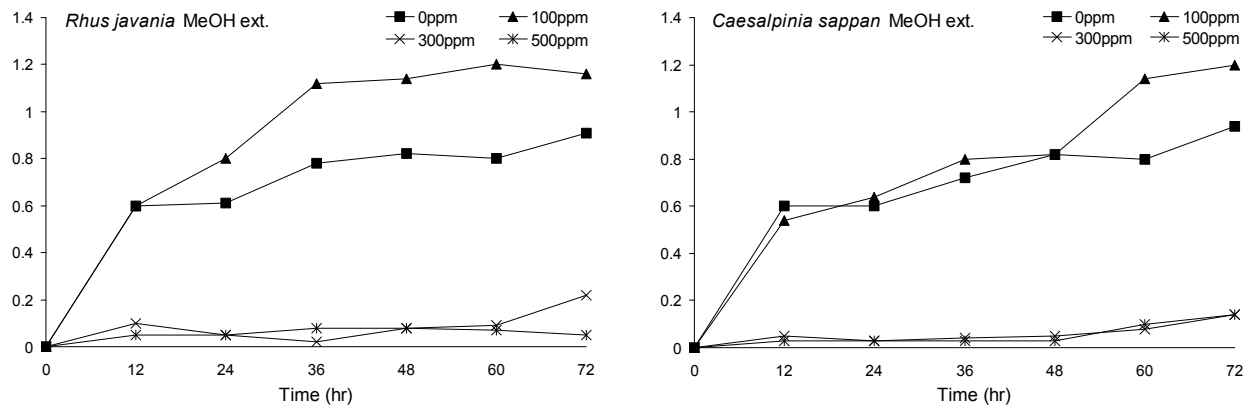 Rhus javania MeOH ext.
0ppm 100ppm
300ppm 500ppm
1.4
1.2
1
0.8
0.6
0.4
0.2
0
0 12 24 36 48 60 72
Time (hr)
Caesalpinia sappan MeOH ext.
0ppm 100ppm
300ppm 500ppm
1.4
1.2
1
0.8
0.6
0.4
0.2
0
0 12 24 36 48 60 72
Time (hr)